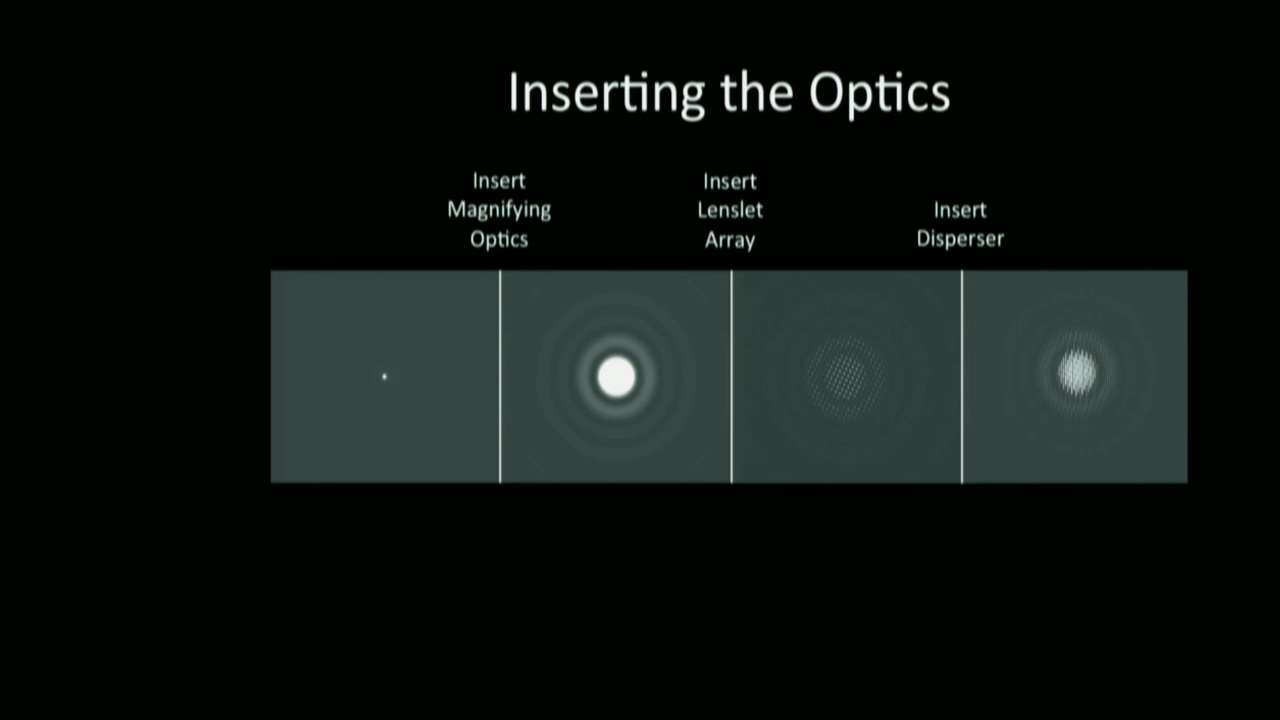 Inserting the Optics
Insert
Magnifying
Optics
Insert
Lenslet
Array
Insert
Disperser